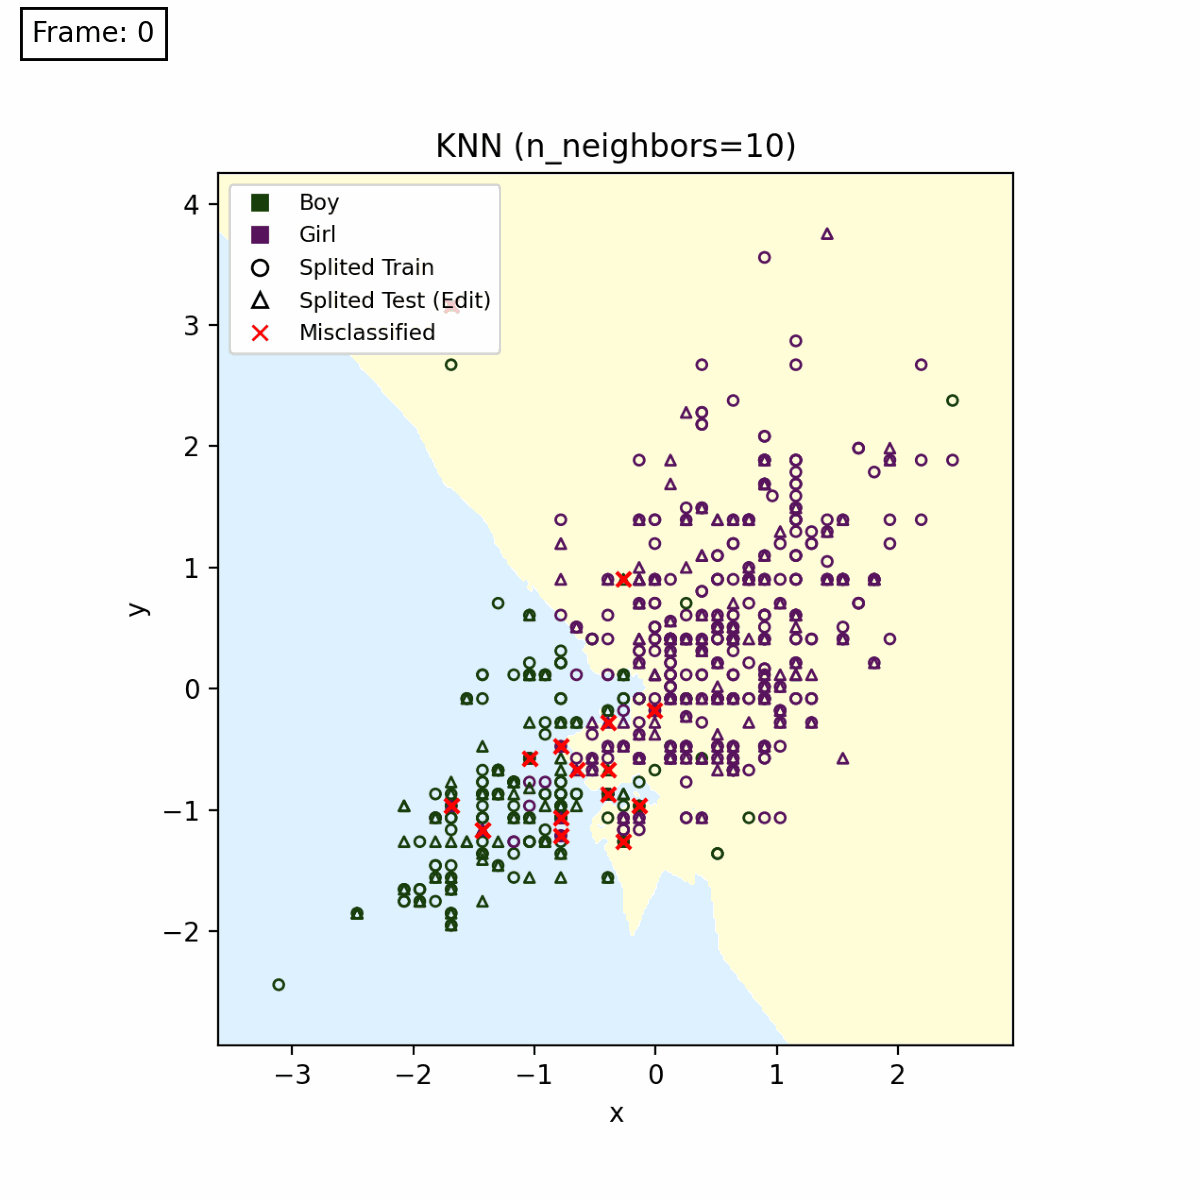 Frame: 0
KNN (n_neighbors=10)
Boy
Girl
Splited Train
Splited Test (Edit)
Misclassified
4
3
2
1
0
−1
−2
y
−3
−2
−1
0
1
2
x